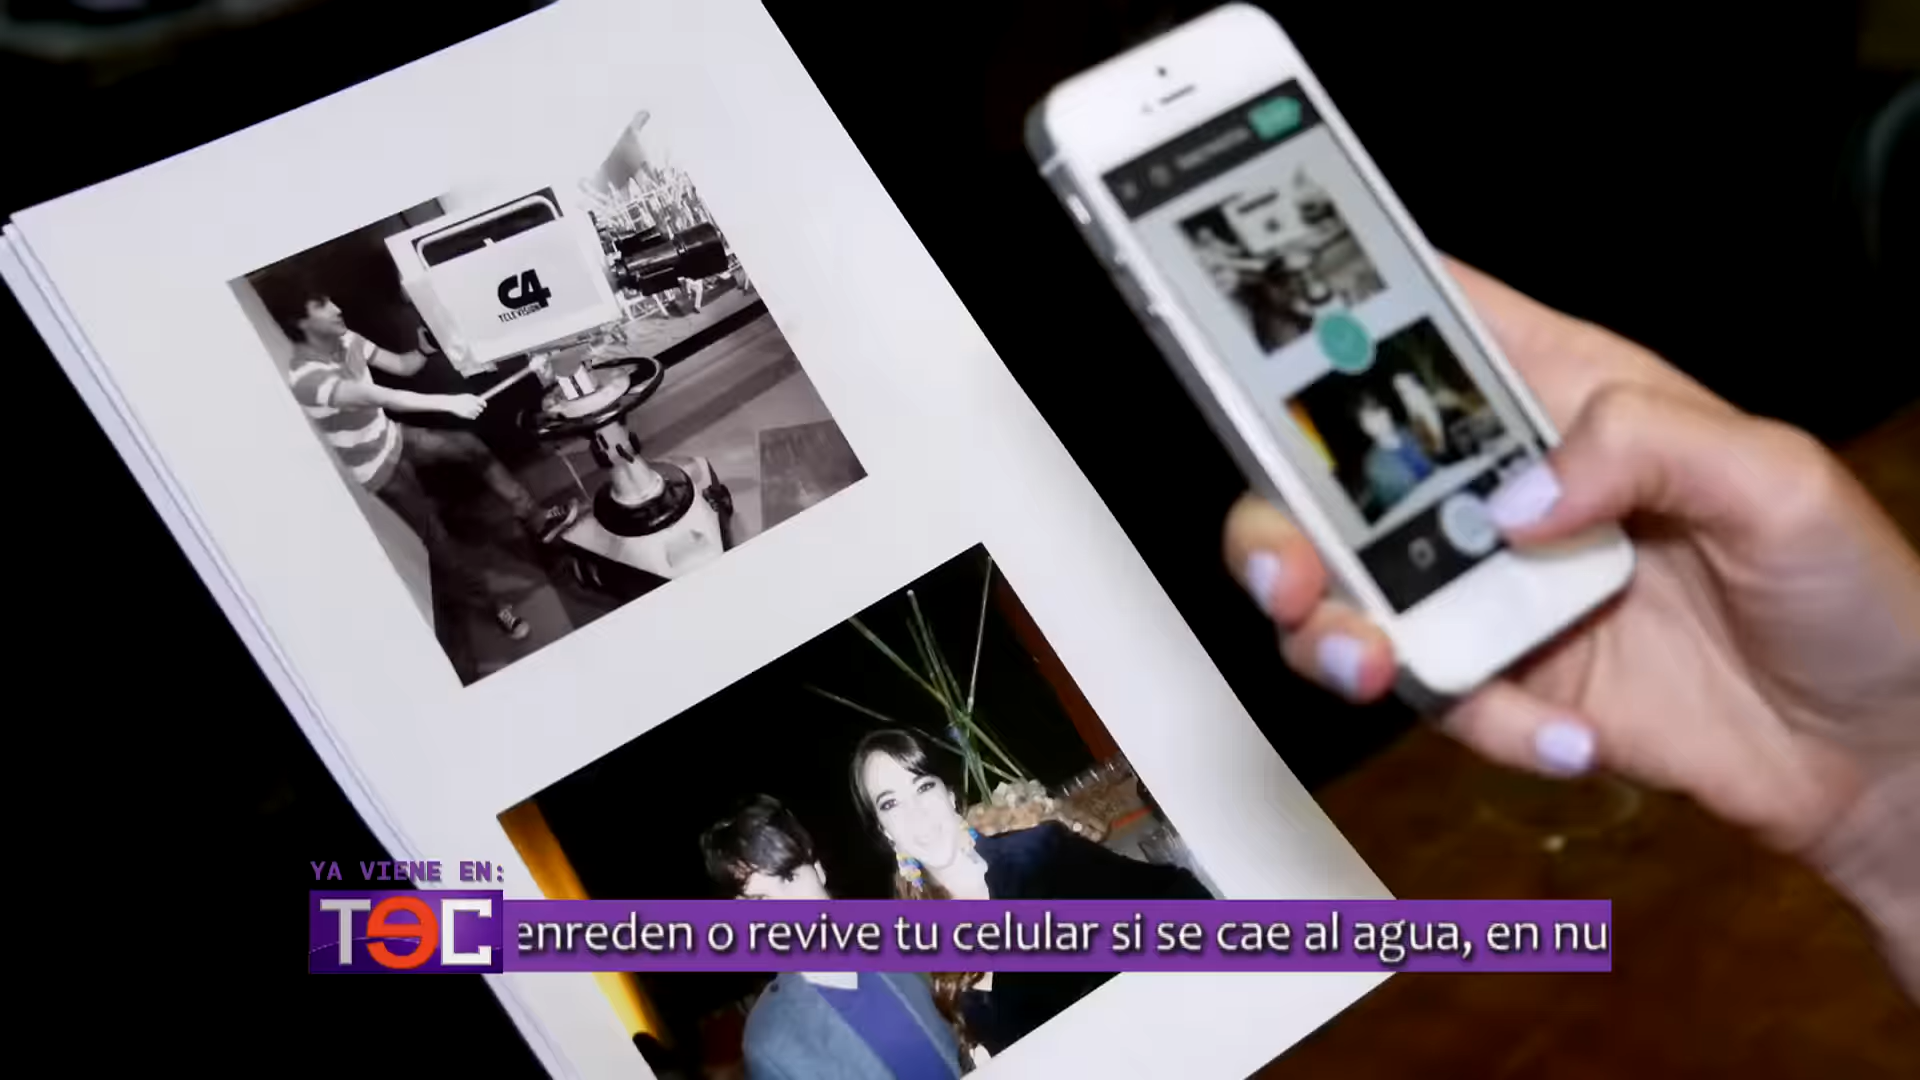 C4
TELEVISION
YA VIENE EN:
TEC
enreden o revive tu celular si se cae al agua, en nu